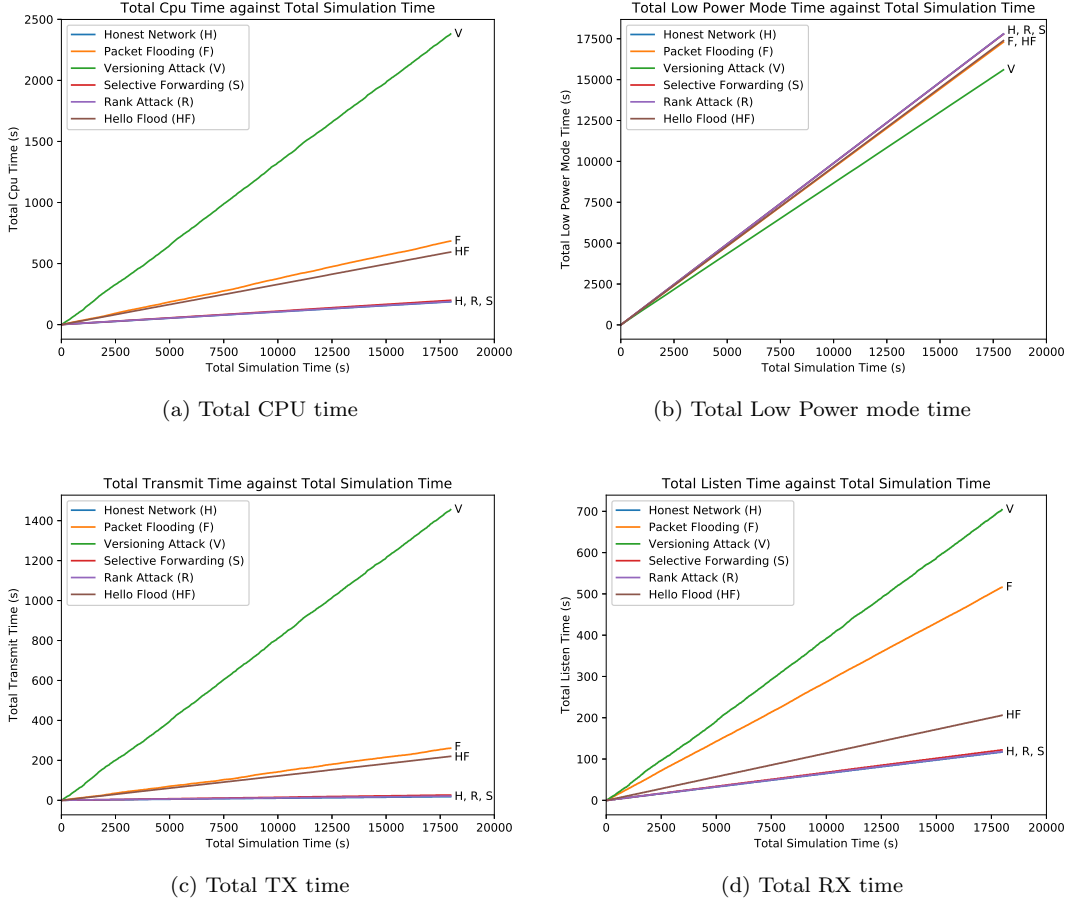 Total Cpu Time against Total Simulation Time
2500
2000
1500
1000
500
0
Total Cpu Time (s)
Honest Network (H)
Packet Flooding (F)
Versioning Attack (V)
Selective Forwarding (S)
Rank Attack (R)
Hello Flood (HF)
V
F
HF
H, R, S
0 2500 5000 7500 10000 12500 15000 17500 20000
Total Simulation Time (s)
(a) Total CPU time
Total Low Power Mode Time against Total Simulation Time
17500
15000
12500
10000
7500
5000
2500
0
Total Low Power Mode Time (s)
Honest Network (H)
Packet Flooding (F)
Versioning Attack (V)
Selective Forwarding (S)
Rank Attack (R)
Hello Flood (HF)
H, R, S
F, HF
V
0 2500 5000 7500 10000 12500 15000 17500 20000
Total Simulation Time (s)
(b) Total Low Power mode time
Total Transmit Time against Total Simulation Time
1400
1200
1000
800
600
400
200
0
Total Transmit Time (s)
Honest Network (H)
Packet Flooding (F)
Versioning Attack (V)
Selective Forwarding (S)
Rank Attack (R)
Hello Flood (HF)
V
F
HF
H, R, S
0 2500 5000 7500 10000 12500 15000 17500 20000
Total Simulation Time (s)
(c) Total TX time
Total Listen Time against Total Simulation Time
700
600
500
400
300
200
100
0
Total Listen Time (s)
Honest Network (H)
Packet Flooding (F)
Versioning Attack (V)
Selective Forwarding (S)
Rank Attack (R)
Hello Flood (HF)
V
F
HF
H, R, S
0 2500 5000 7500 10000 12500 15000 17500 20000
Total Simulation Time (s)
(d) Total RX time